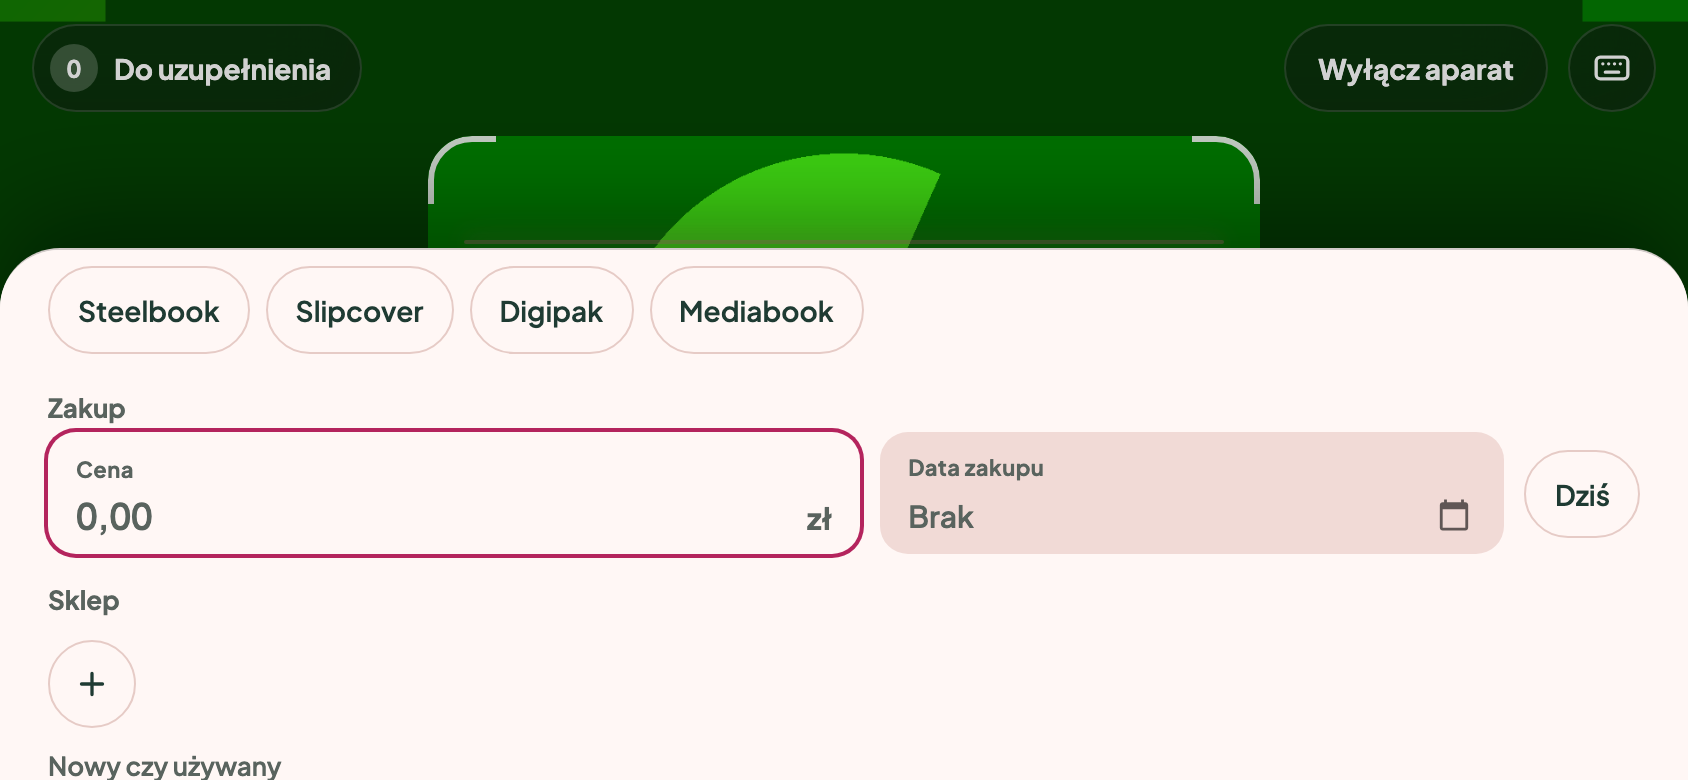 0 Do uzupełnienia
Wyłącz aparat
Steelbook Slipcover Digipak Mediabook
Zakup
Cena
0,00 zł
Data zakupu
Brak
Dziś
Sklep
Nowy czy używany